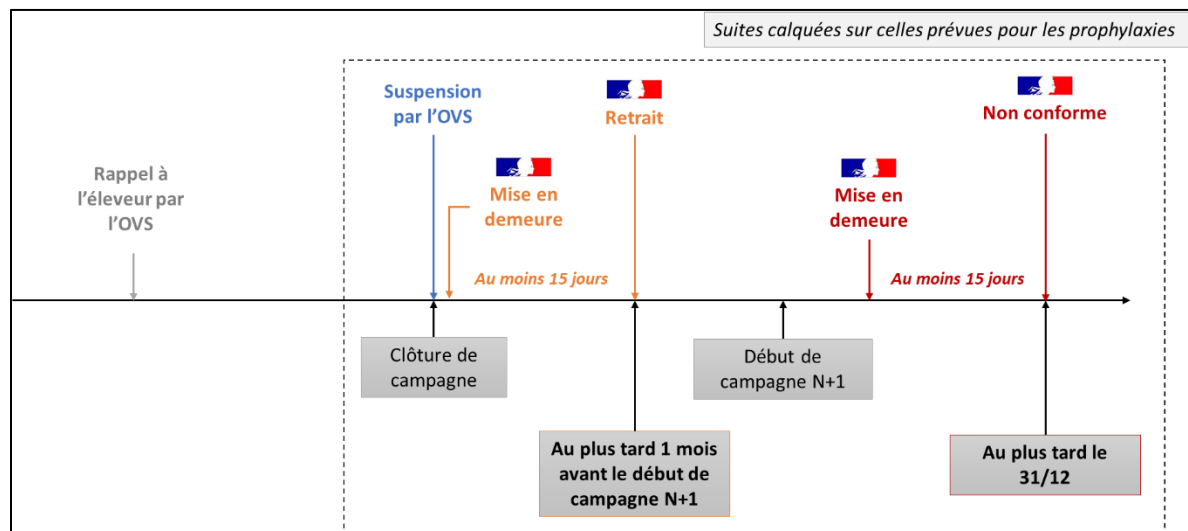 Suites calquées sur celles prévues pour les prophylaxies
Suspension
par l'OVS
Retrait
Non conforme
Rappel à
l'éleveur par
l'OVS
Mise en
demeure
Mise en
demeure
Au moins 15 jours
Au moins 15 jours
Clôture de
campagne
Début de
campagne N+1
Au plus tard 1 mois
avant le début de
campagne N+1
Au plus tard le
31/12